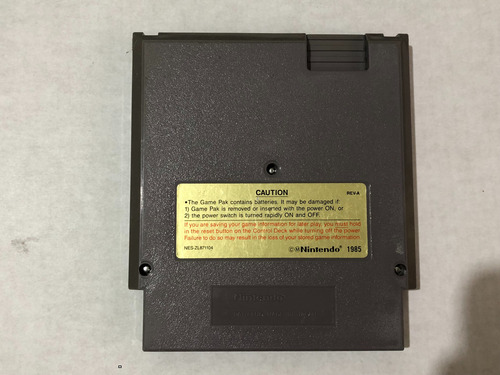 CAUTION REV-A
•The Game Pak contains batteries. It may be damaged if:
1) Game Pak is removed or inserted with the power ON, or
2) the power switch is turned rapidly ON and OFF.
If you are saving your game information for later play, you must hold
in the reset button on the Control Deck while turning off the power.
Failure to do so may result in the loss of your stored game information.
NES-ZL871104 ©Ⓜ Nintendo® 1985
Nintendo